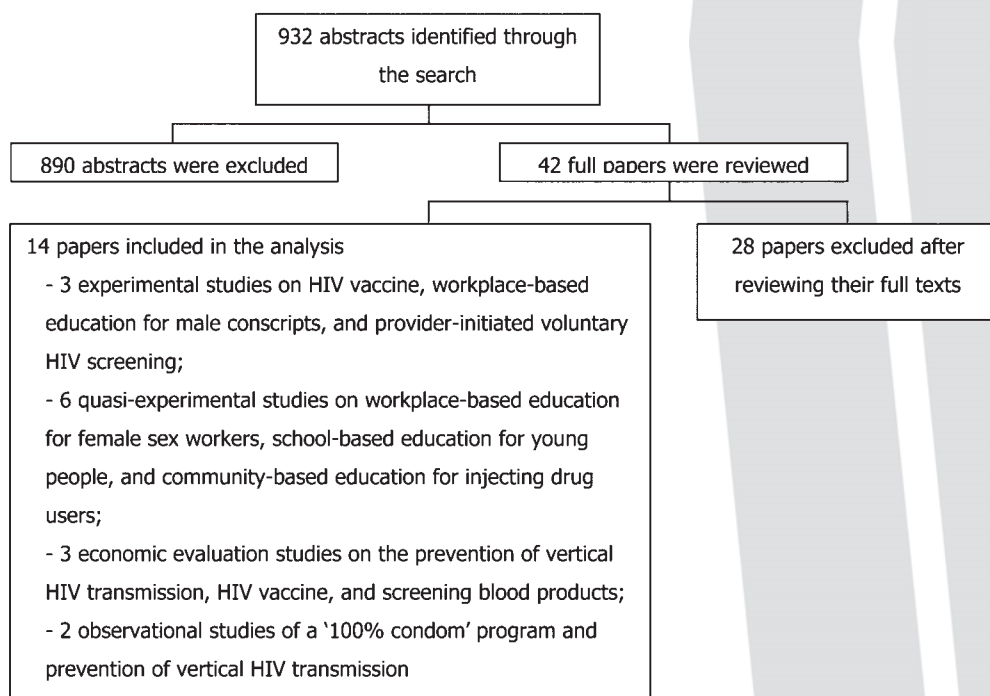 932 abstracts identified through
the search
890 abstracts were excluded
42 full papers were reviewed
14 papers included in the analysis
- 3 experimental studies on HIV vaccine, workplace-based
education for male conscripts, and provider-initiated voluntary
HIV screening;
- 6 quasi-experimental studies on workplace-based education
for female sex workers, school-based education for young
people, and community-based education for injecting drug
users;
- 3 economic evaluation studies on the prevention of vertical
HIV transmission, HIV vaccine, and screening blood products;
- 2 observational studies of a ‘100% condom’ program and
prevention of vertical HIV transmission
28 papers excluded after
reviewing their full texts